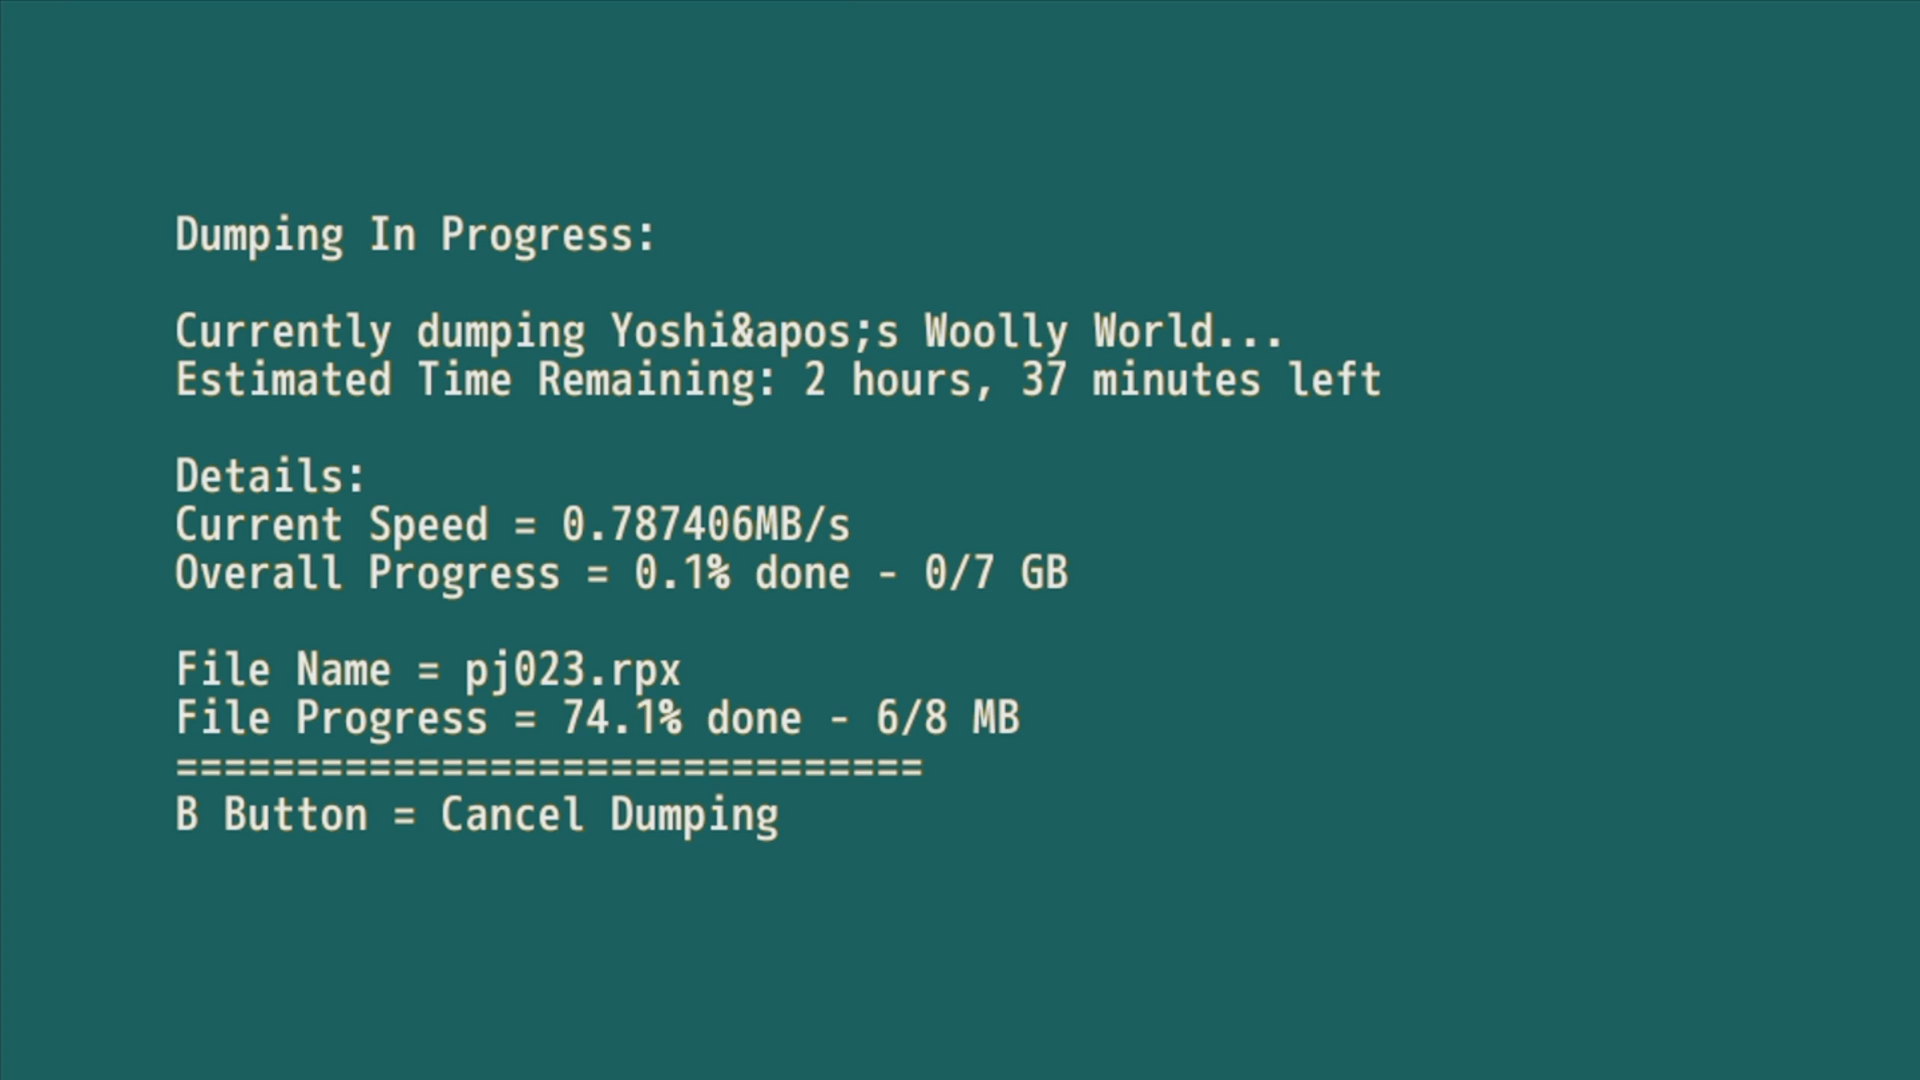 Dumping In Progress:
Currently dumping Yoshi&apos;s Woolly World...
Estimated Time Remaining: 2 hours, 37 minutes left
Details:
Current Speed = 0.787406MB/s
Overall Progress = 0.1% done - 0/7 GB
File Name = pj023.rpx
File Progress = 74.1% done - 6/8 MB
===============================
B Button = Cancel Dumping